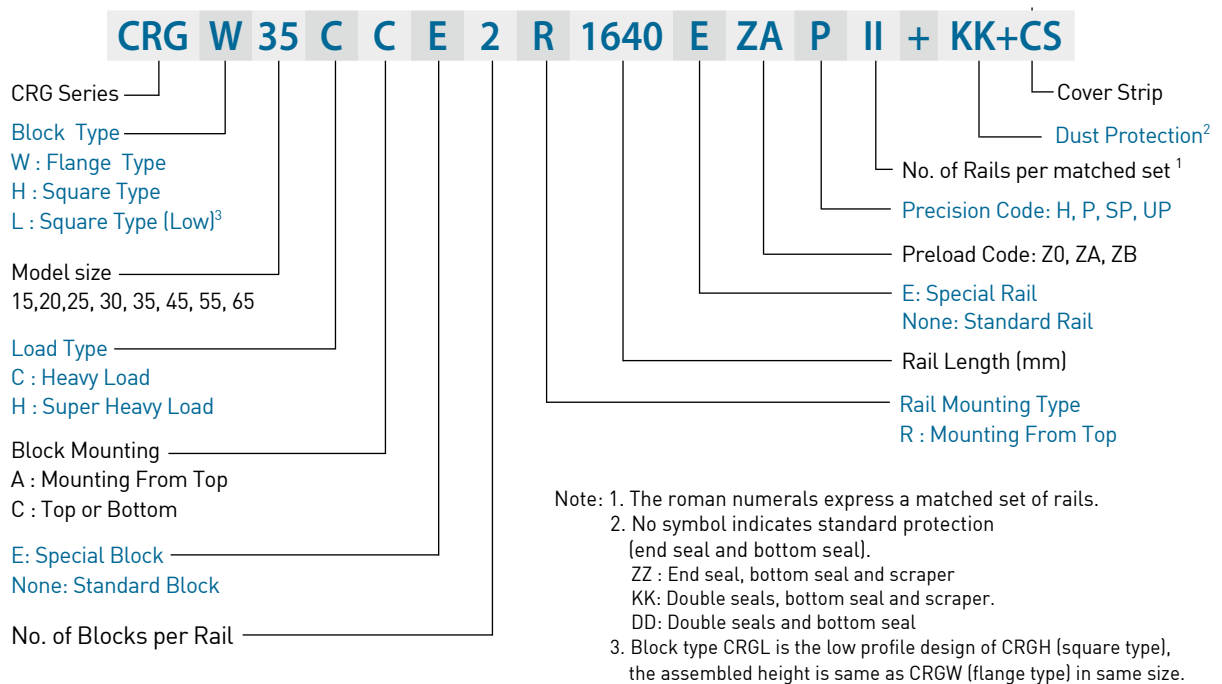 CRG W 35 C C E 2 R 1640 E ZA P II + KK+CS
CRG Series
Block Type
W : Flange Type
H : Square Type
L : Square Type (Low)3
Model size
15,20,25, 30, 35, 45, 55, 65
Load Type
C : Heavy Load
H : Super Heavy Load
Block Mounting
A : Mounting From Top
C : Top or Bottom
E: Special Block
None: Standard Block
No. of Blocks per Rail
Cover Strip
Dust Protection2
No. of Rails per matched set 1
Precision Code: H, P, SP, UP
Preload Code: Z0, ZA, ZB
E: Special Rail
None: Standard Rail
Rail Length (mm)
Rail Mounting Type
R : Mounting From Top
Note: 1. The roman numerals express a matched set of rails.
2. No symbol indicates standard protection
(end seal and bottom seal).
ZZ : End seal, bottom seal and scraper
KK: Double seals, bottom seal and scraper.
DD: Double seals and bottom seal
3. Block type CRGL is the low profile design of CRGH (square type),
the assembled height is same as CRGW (flange type) in same size.